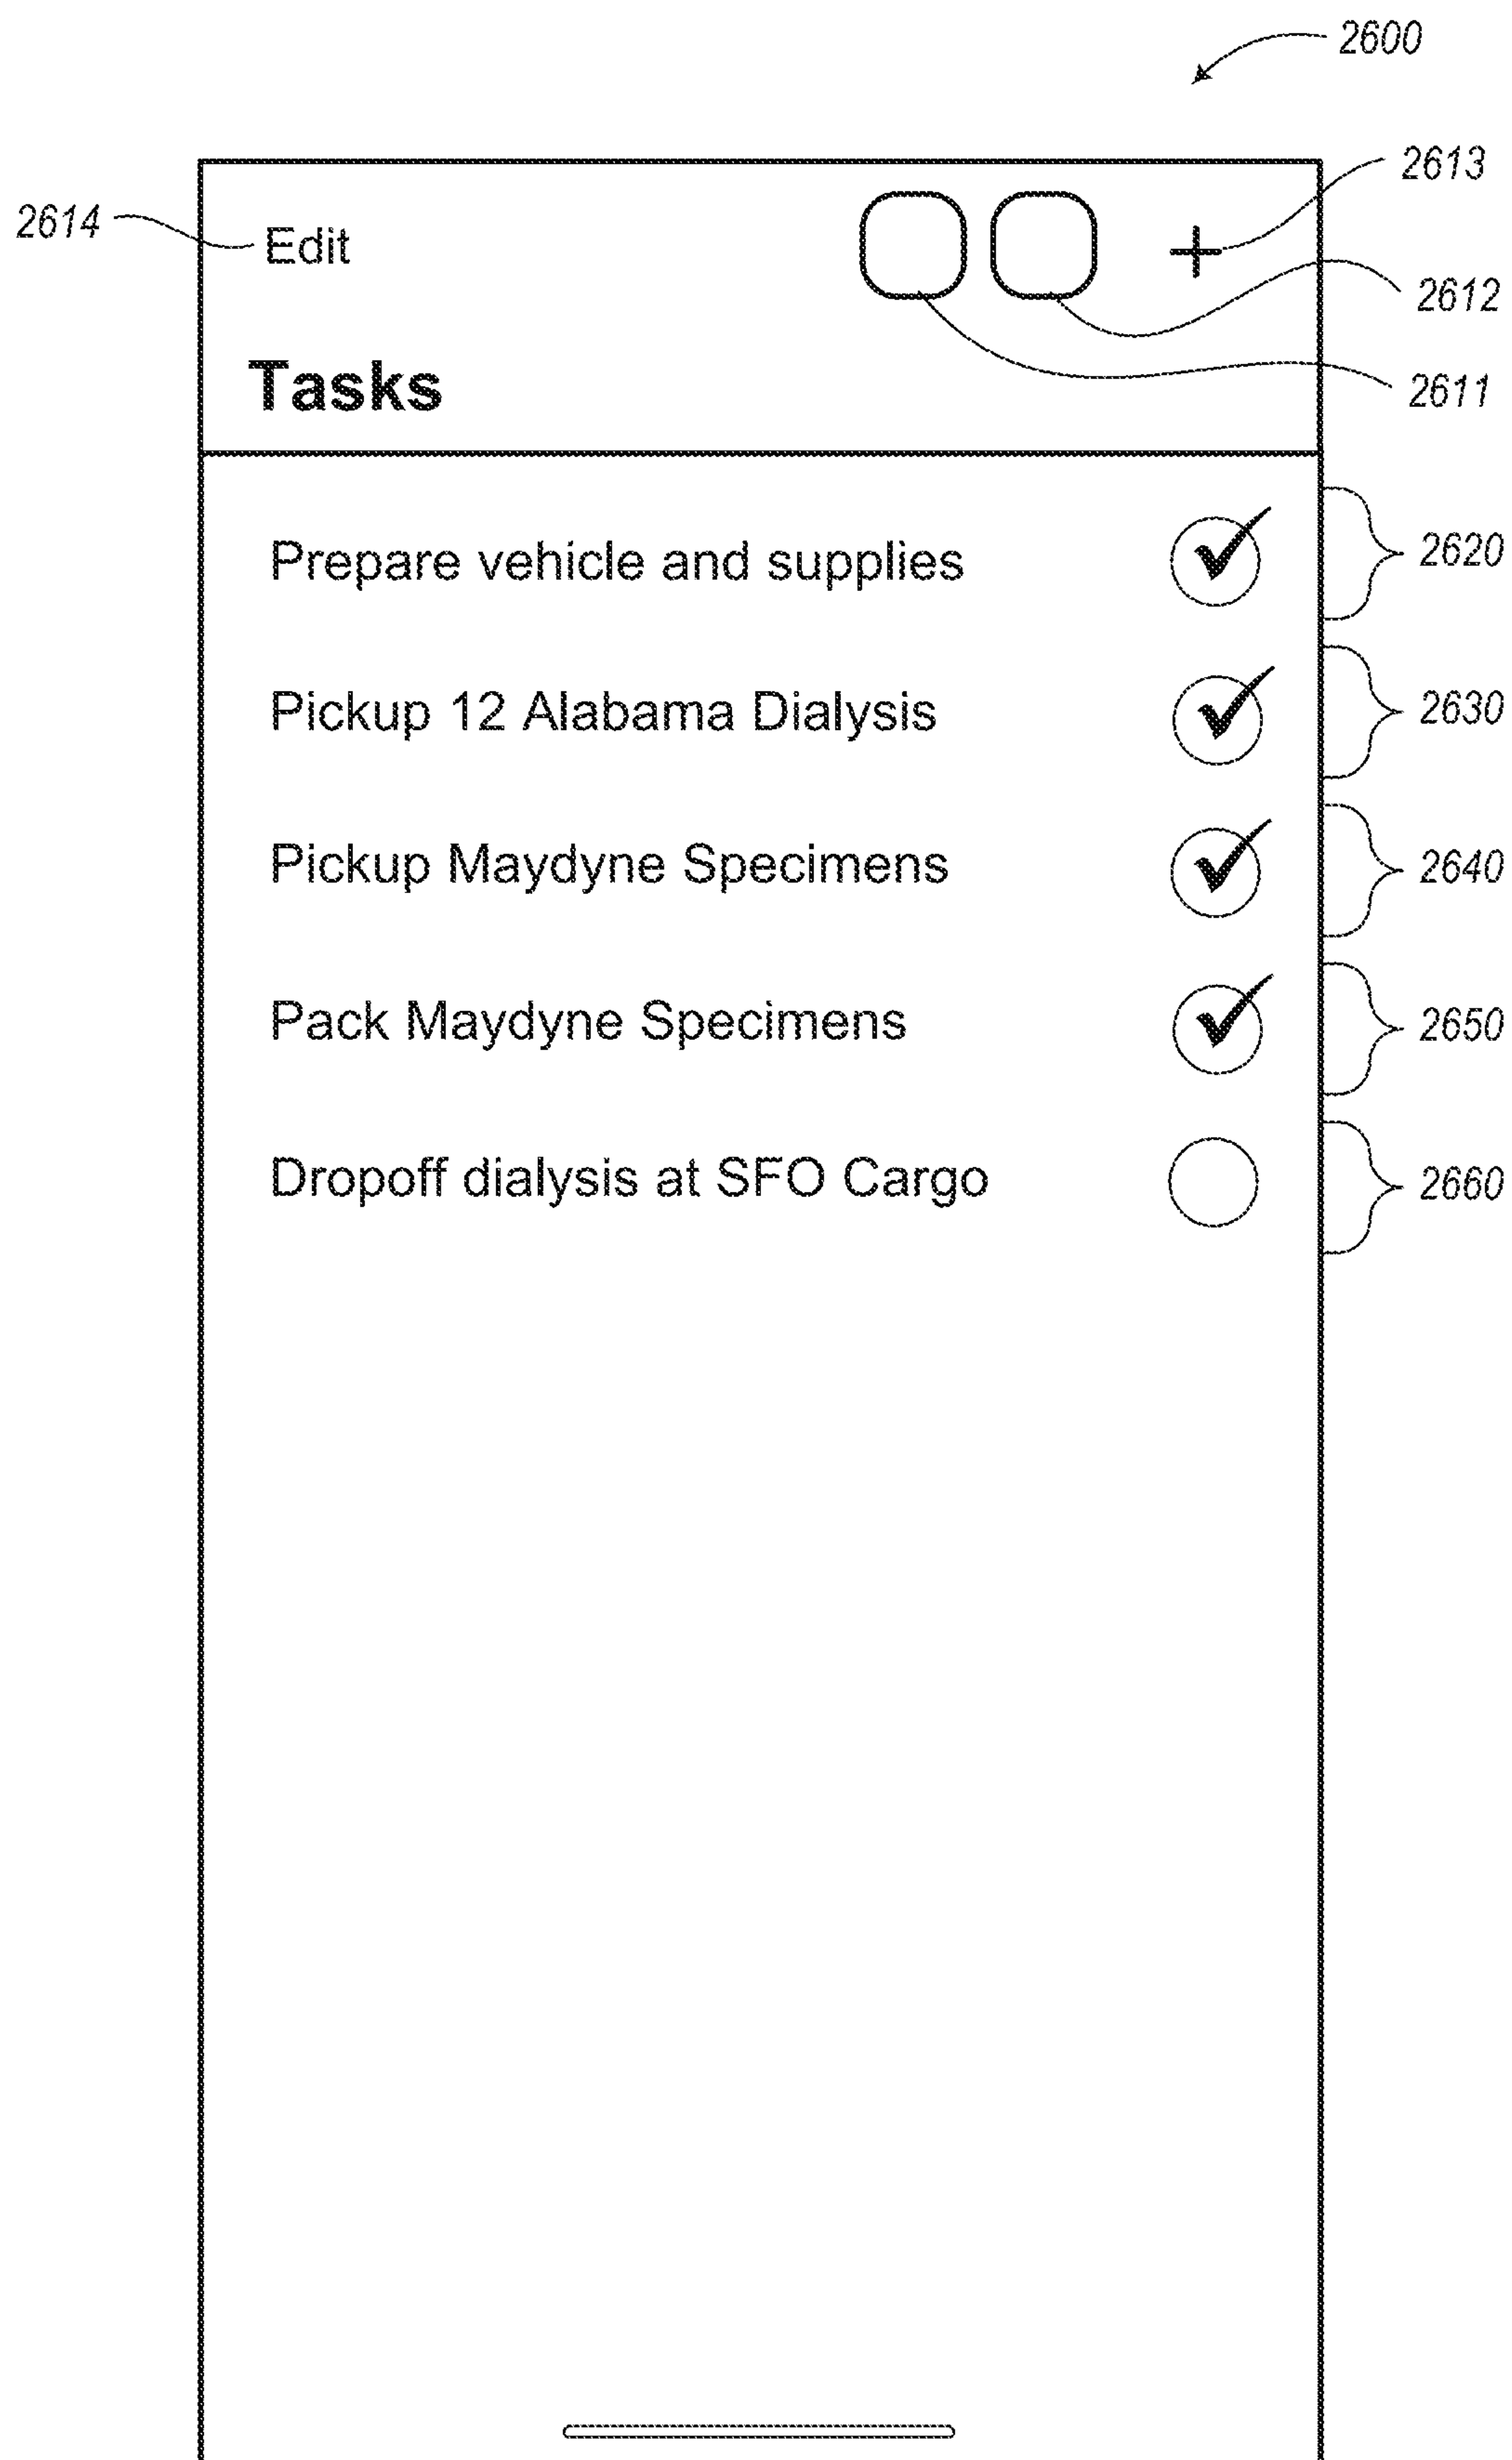 2600
2613
2614
Edit
+
2612
Tasks
2611
Prepare vehicle and supplies
2620
Pickup 12 Alabama Dialysis
2630
Pickup Maydyne Specimens
2640
Pack Maydyne Specimens
2650
Dropoff dialysis at SFO Cargo
2660